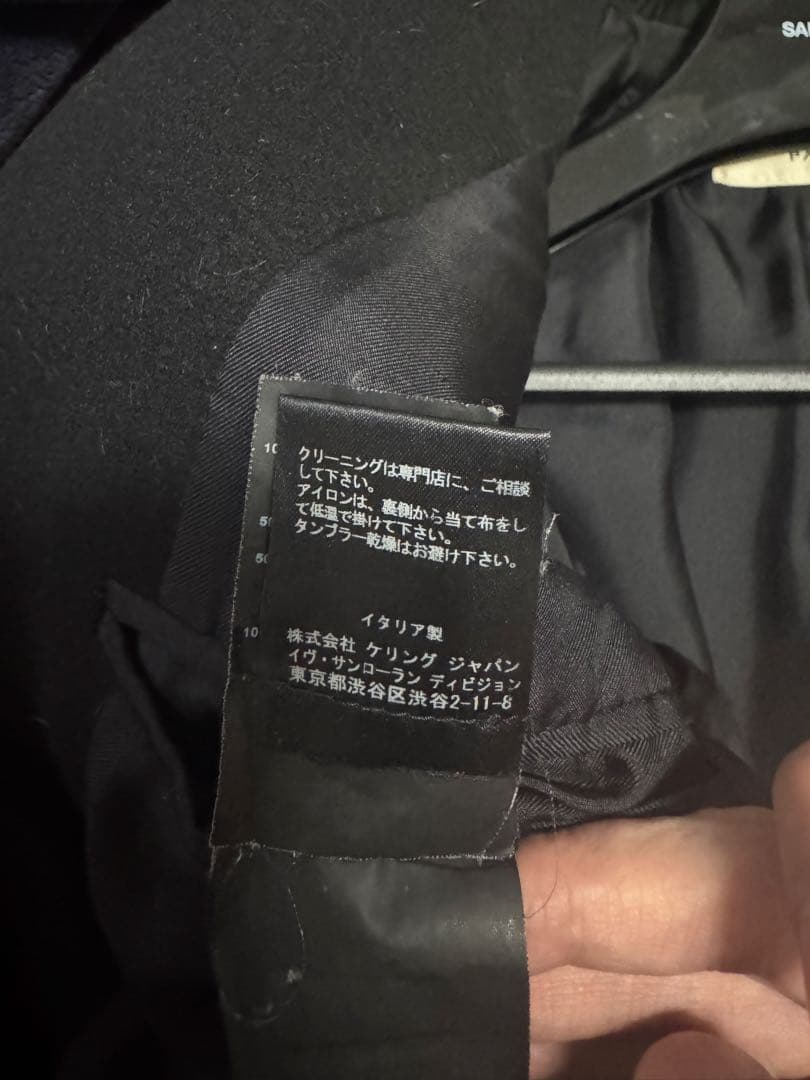 SA
クリーニングは専門店に、ご相談
して下さい。
アイロンは、裏側から当て布をし
て低温で掛けて下さい。
タンブラー乾燥はお避け下さい。
イタリア製
株式会社 ケリング ジャパン
イヴ・サンローラン ディビジョン
東京都渋谷区渋谷2-11-8
10
50
50
10